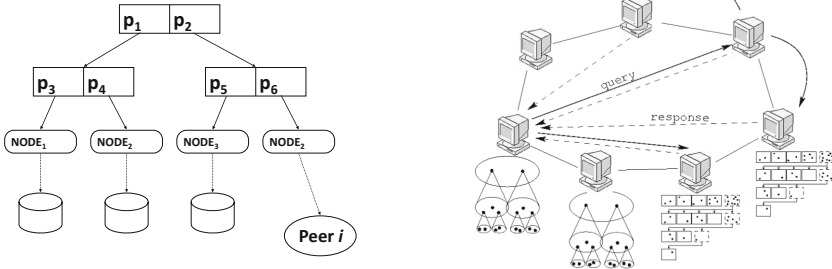 p1 p2
p3 p4 p5 p6
NODE1 NODE2 NODE3 NODE2
Peer i
query
response